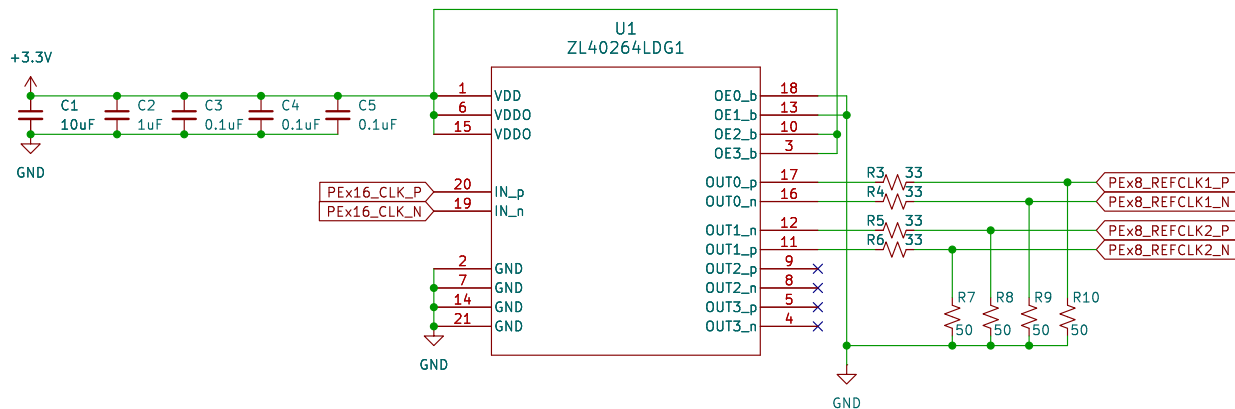 U1
ZL40264LDG1
+3.3V
C1
10uF
C2
1uF
C3
0.1uF
C4
0.1uF
C5
0.1uF
GND
1 VDD
6 VDDO
15 VDDO
PEx16_CLK_P 20 IN_p
PEx16_CLK_N 19 IN_n
2 GND
7 GND
14 GND
21 GND
GND
OE0_b 18
OE1_b 13
OE2_b 10
OE3_b 3
OUT0_p 17 R3 33 PEx8_REFCLK1_P
OUT0_n 16 R4 33 PEx8_REFCLK1_N
OUT1_n 12 R5 33 PEx8_REFCLK2_P
OUT1_p 11 R6 33 PEx8_REFCLK2_N
OUT2_p 9
OUT2_n 8
OUT3_p 5
OUT3_n 4
R7 R8 R9 R10
50 50 50 50
GND